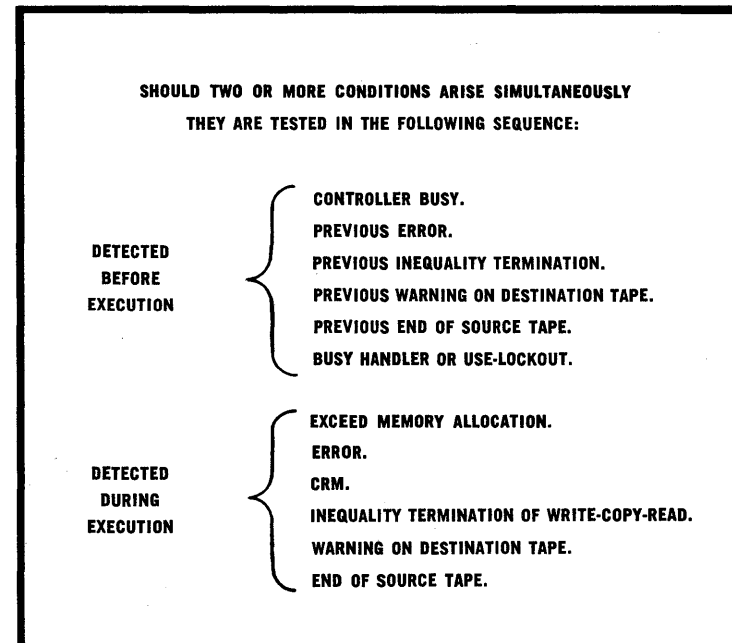 SHOULD TWO OR MORE CONDITIONS ARISE SIMULTANEOUSLY
THEY ARE TESTED IN THE FOLLOWING SEQUENCE:
DETECTED
BEFORE
EXECUTION
CONTROLLER BUSY.
PREVIOUS ERROR.
PREVIOUS INEQUALITY TERMINATION.
PREVIOUS WARNING ON DESTINATION TAPE.
PREVIOUS END OF SOURCE TAPE.
BUSY HANDLER OR USE-LOCKOUT.
DETECTED
DURING
EXECUTION
EXCEED MEMORY ALLOCATION.
ERROR.
CRM.
INEQUALITY TERMINATION OF WRITE-COPY-READ.
WARNING ON DESTINATION TAPE.
END OF SOURCE TAPE.